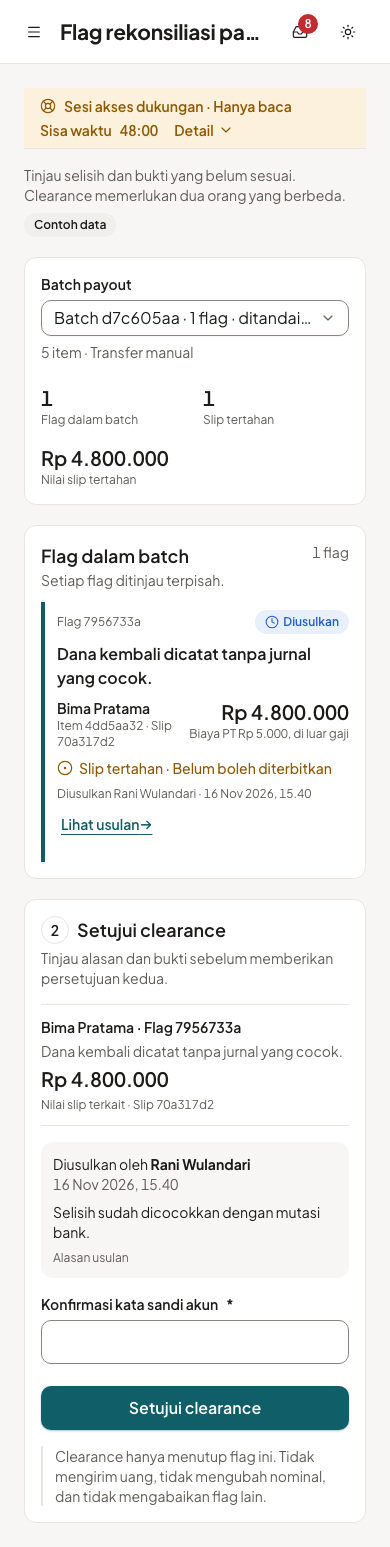 Flag rekonsiliasi pa...
8
Sesi akses dukungan · Hanya baca
Sisa waktu 48:00 Detail
Tinjau selisih dan bukti yang belum sesuai.
Clearance memerlukan dua orang yang berbeda.
Contoh data
Batch payout
Batch d7c605aa · 1 flag · ditandai...
5 item · Transfer manual
1
Flag dalam batch
1
Slip tertahan
Rp 4.800.000
Nilai slip tertahan
Flag dalam batch
1 flag
Setiap flag ditinjau terpisah.
Flag 7956733a
Diusulkan
Dana kembali dicatat tanpa jurnal
yang cocok.
Bima Pratama
Item 4dd5aa32 · Slip
70a317d2
Rp 4.800.000
Biaya PT Rp 5.000, di luar gaji
Slip tertahan · Belum boleh diterbitkan
Diusulkan Rani Wulandari · 16 Nov 2026, 15.40
Lihat usulan→
2 Setujui clearance
Tinjau alasan dan bukti sebelum memberikan
persetujuan kedua.
Bima Pratama · Flag 7956733a
Dana kembali dicatat tanpa jurnal yang cocok.
Rp 4.800.000
Nilai slip terkait · Slip 70a317d2
Diusulkan oleh Rani Wulandari
16 Nov 2026, 15.40
Selisih sudah dicocokkan dengan mutasi
bank.
Alasan usulan
Konfirmasi kata sandi akun *
Setujui clearance
Clearance hanya menutup flag ini. Tidak
mengirim uang, tidak mengubah nominal,
dan tidak mengabaikan flag lain.